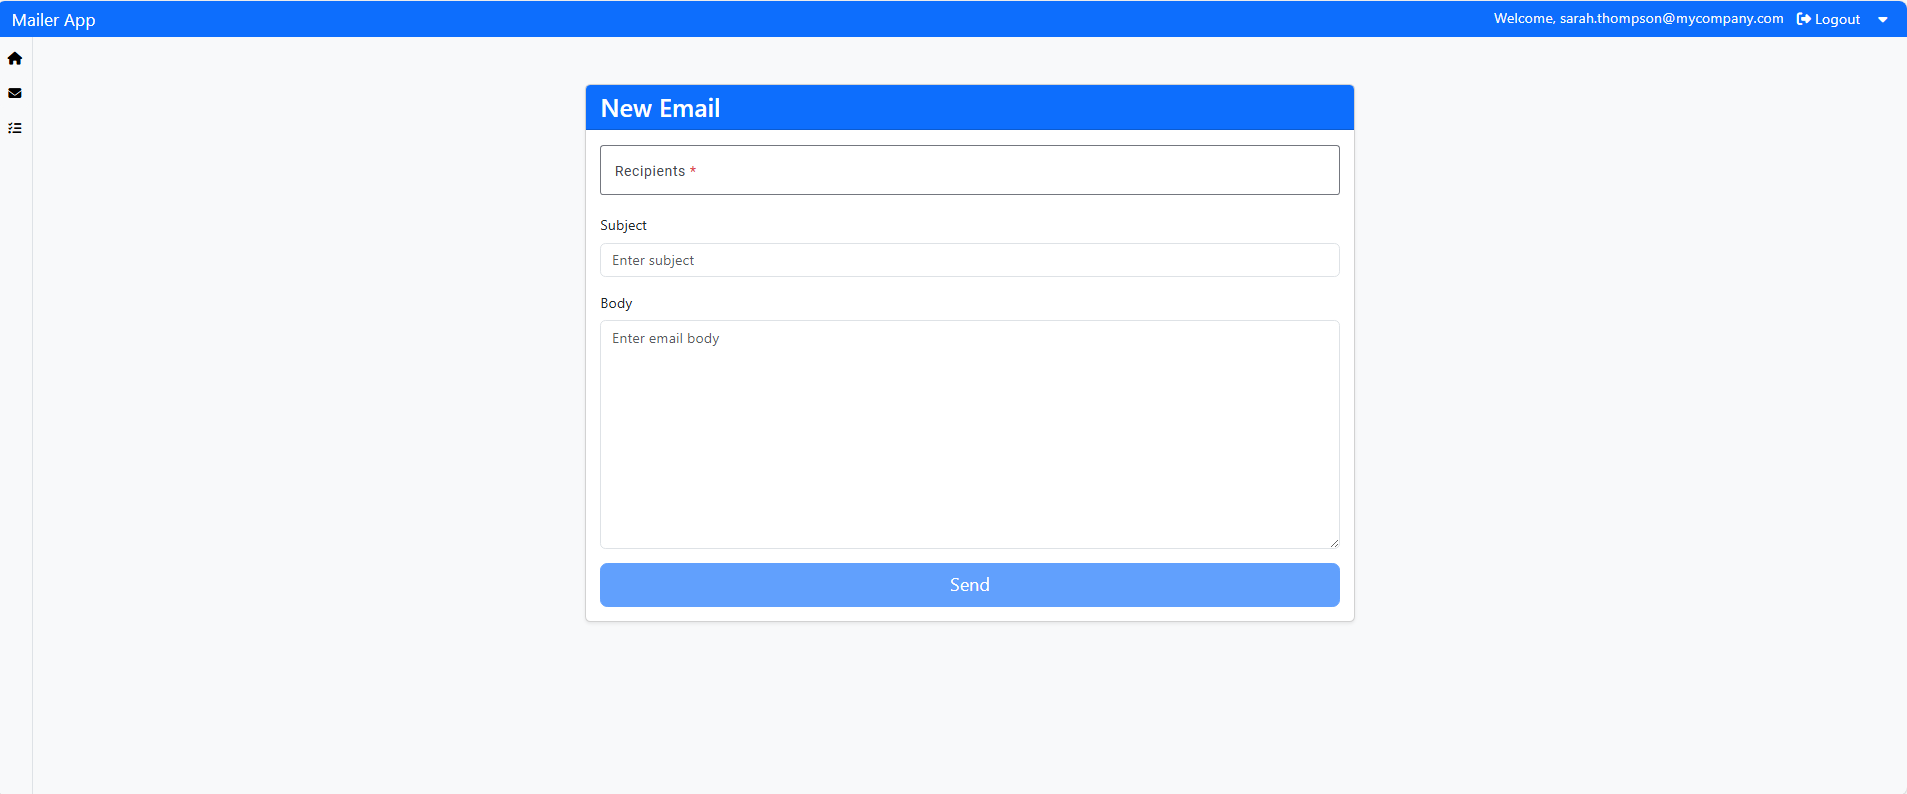 Mailer App
Welcome, sarah.thompson@mycompany.com Logout
New Email
Recipients *
Subject
Enter subject
Body
Enter email body
Send